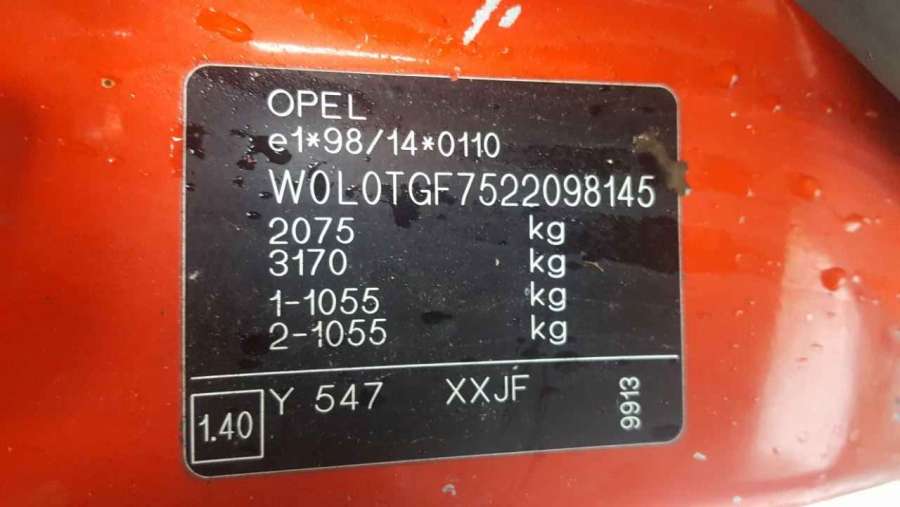 OPEL
e1*98/14*0110
W0L0TGF7522098145
2075 kg
3170 kg
1-1055 kg
2-1055 kg
Y 547 XXJF
9913
1.40